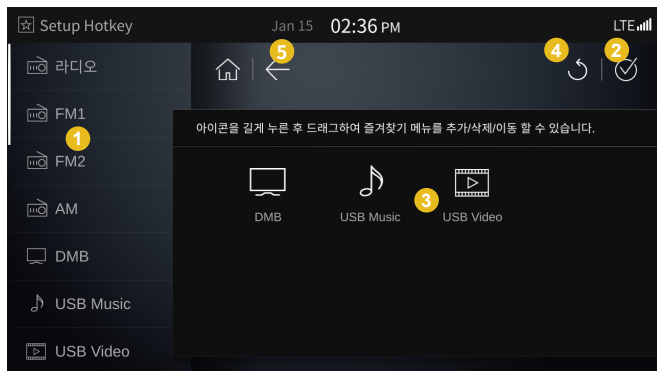 Setup Hotkey
Jan 15 02:36 PM
LTE
5
4
2
라디오
FM1
1
FM2
AM
DMB
USB Music
USB Video
아이콘을 길게 누른 후 드래그하여 즐겨찾기 메뉴를 추가/삭제/이동 할 수 있습니다.
3
DMB
USB Music
USB Video